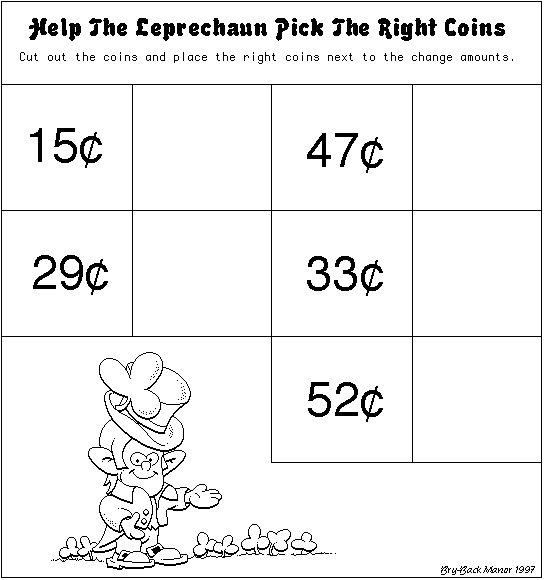 Help The Leprechaun Pick The Right Coins
Cut out the coins and place the right coins next to the change amounts.
15¢
47¢
29¢
33¢
52¢
Bry-Back Manor 1997